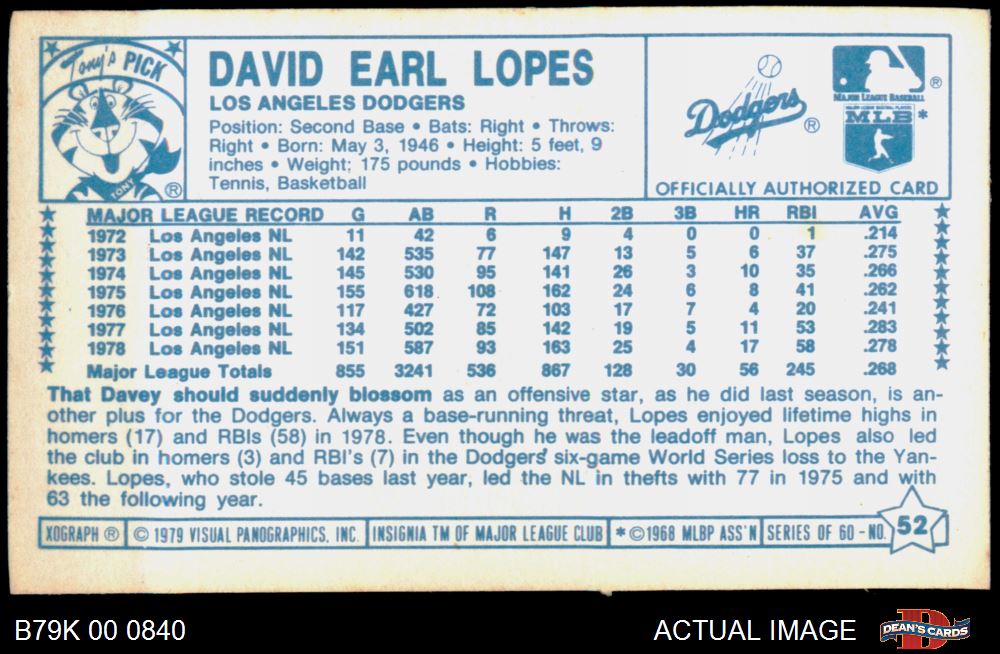 Tony's PICK
TONY
®
DAVID EARL LOPES
LOS ANGELES DODGERS
Position: Second Base • Bats: Right • Throws:
Right • Born: May 3, 1946 • Height: 5 feet, 9
inches • Weight; 175 pounds • Hobbies:
Tennis, Basketball
Dodgers ®
®
MAJOR LEAGUE BASEBALL
MAJOR LEAGUE BASEBALL PLAYERS
MLB *
OFFICIALLY AUTHORIZED CARD
MAJOR LEAGUE RECORD G AB R H 2B 3B HR RBI AVG
1972 Los Angeles NL 11 42 6 9 4 0 0 1 .214
1973 Los Angeles NL 142 535 77 147 13 5 6 37 .275
1974 Los Angeles NL 145 530 95 141 26 3 10 35 .266
1975 Los Angeles NL 155 618 108 162 24 6 8 41 .262
1976 Los Angeles NL 117 427 72 103 17 7 4 20 .241
1977 Los Angeles NL 134 502 85 142 19 5 11 53 .283
1978 Los Angeles NL 151 587 93 163 25 4 17 58 .278
Major League Totals 855 3241 536 867 128 30 56 245 .268
That Davey should suddenly blossom as an offensive star, as he did last season, is an-
other plus for the Dodgers. Always a base-running threat, Lopes enjoyed lifetime highs in
homers (17) and RBIs (58) in 1978. Even though he was the leadoff man, Lopes also led
the club in homers (3) and RBI's (7) in the Dodgers' six-game World Series loss to the Yan-
kees. Lopes, who stole 45 bases last year, led the NL in thefts with 77 in 1975 and with
63 the following year.
XOGRAPH ® © 1979 VISUAL PANOGRAPHICS, INC. INSIGNIA TM OF MAJOR LEAGUE CLUB * ©1968 MLBP ASS'N SERIES OF 60 - NO. 52
B79K 00 0840
ACTUAL IMAGE
DEAN'S CARDS